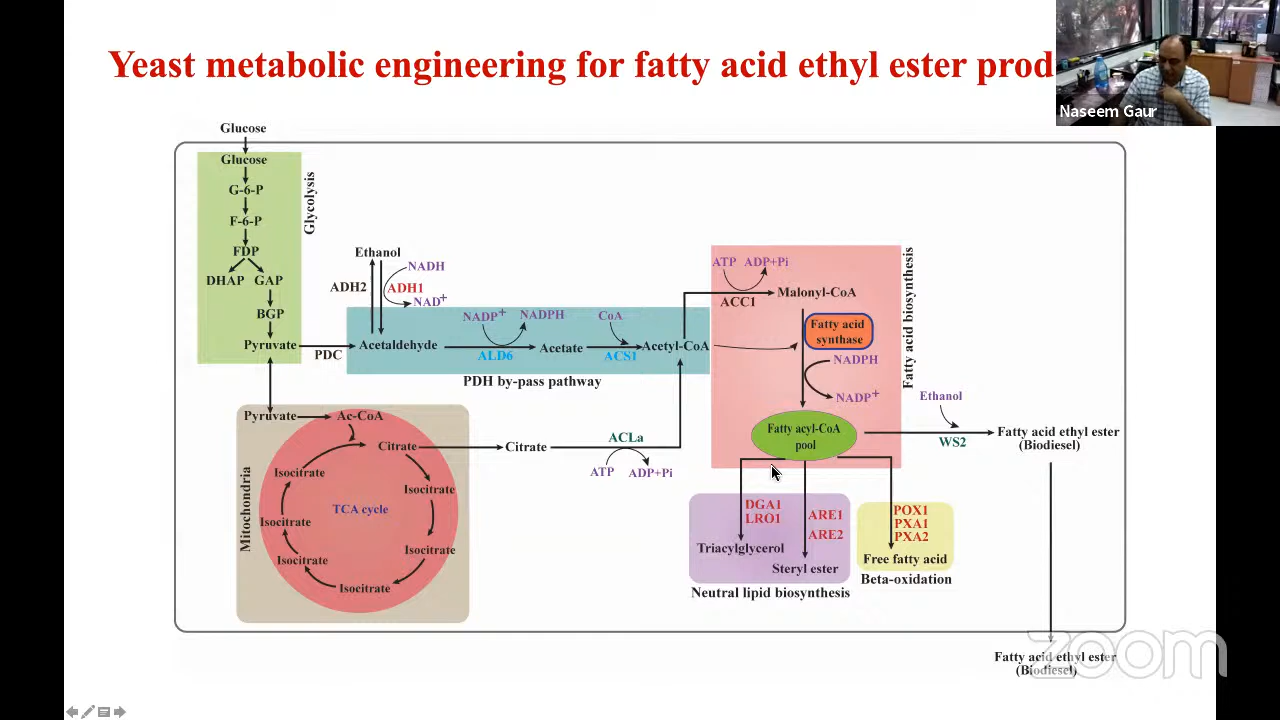 Yeast metabolic engineering for fatty acid ethyl ester prod
Naseem Gaur
Glucose
Glucose
G-6-P
F-6-P
FDP
DHAP GAP
BGP
Pyruvate
Glycolysis
PDC
Ethanol
NADH
ADH2
ADH1
NAD+
Acetaldehyde
NADP+ NADPH
ALD6
Acetate
CoA
ACS1
Acetyl-CoA
PDH by-pass pathway
ATP ADP+Pi
ACC1
Malonyl-CoA
Fatty acid
synthase
NADPH
NADP+
Fatty acid biosynthesis
Fatty acyl-CoA
pool
Ethanol
WS2
Fatty acid ethyl ester
(Biodiesel)
Pyruvate
Ac-CoA
Citrate
Citrate
ACLa
ATP ADP+Pi
Isocitrate
Isocitrate
Isocitrate
Isocitrate
Isocitrate
Isocitrate
TCA cycle
Mitochondria
DGA1
LRO1
ARE1
ARE2
Triacylglycerol
Steryl ester
Neutral lipid biosynthesis
POX1
PXA1
PXA2
Free fatty acid
Beta-oxidation
Fatty acid ethyl ester
(Biodiesel)
zoom